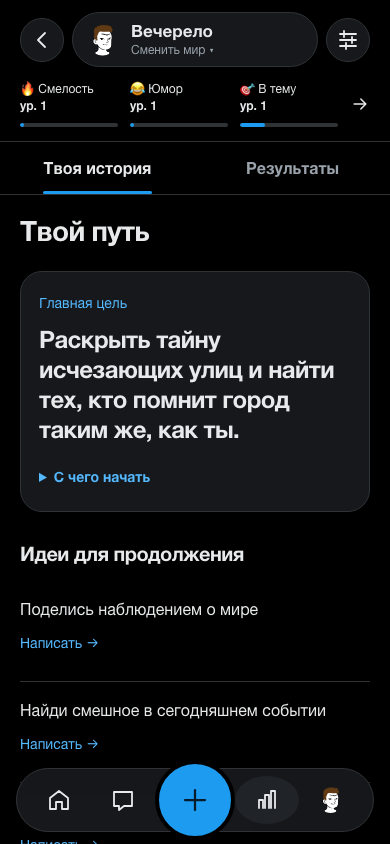 Вечерело
Сменить мир ▾
🔥 Смелость
ур. 1
😂 Юмор
ур. 1
🎯 В тему
ур. 1
→
Твоя история
Результаты
Твой путь
Главная цель
Раскрыть тайну
исчезающих улиц и найти
тех, кто помнит город
таким же, как ты.
▶ С чего начать
Идеи для продолжения
Поделись наблюдением о мире
Написать →
Найди смешное в сегодняшнем событии
Написать →
Написать →